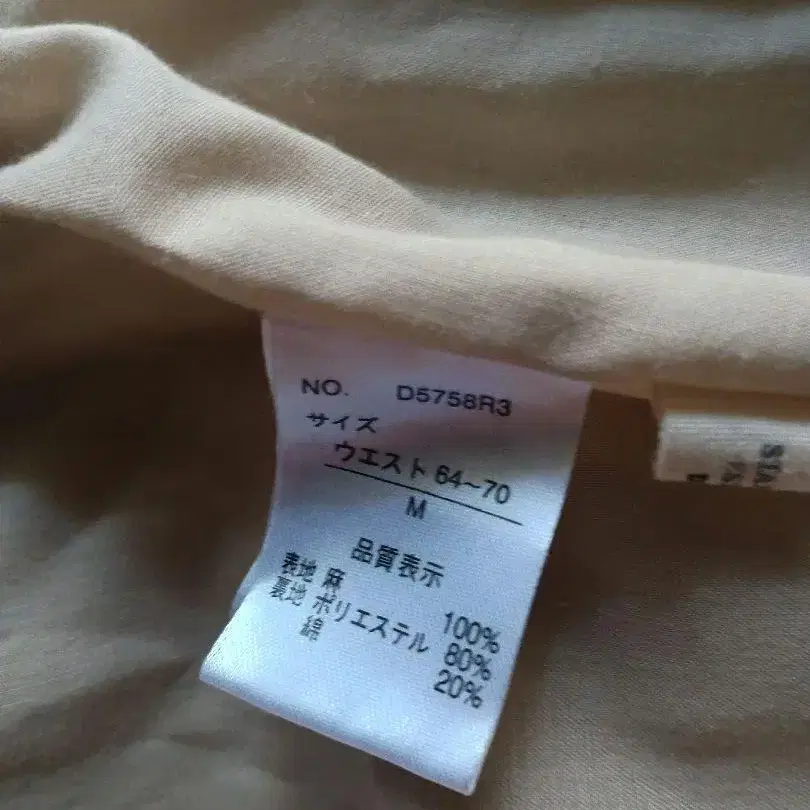 NO. D5758R3
サイズ
ウエスト 64~70
M
品質表示
表地 麻 100%
裏地 ポリエステル 80%
綿 20%